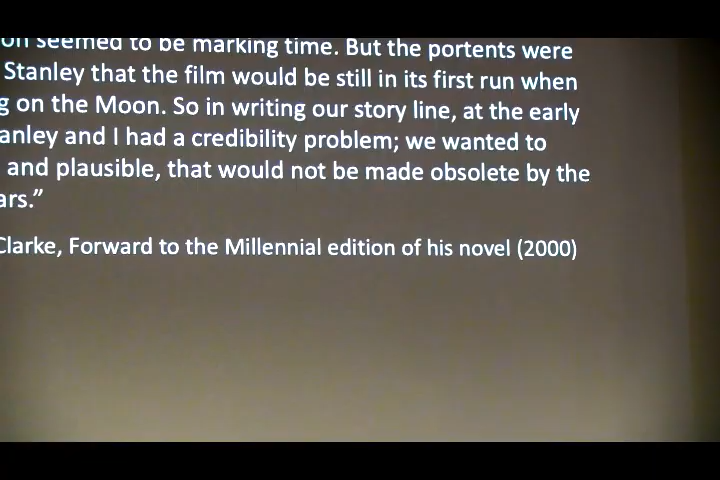 on seemed to be marking time. But the portents were
Stanley that the film would be still in its first run when
g on the Moon. So in writing our story line, at the early
anley and I had a credibility problem; we wanted to
and plausible, that would not be made obsolete by the
ars.”
Clarke, Forward to the Millennial edition of his novel (2000)